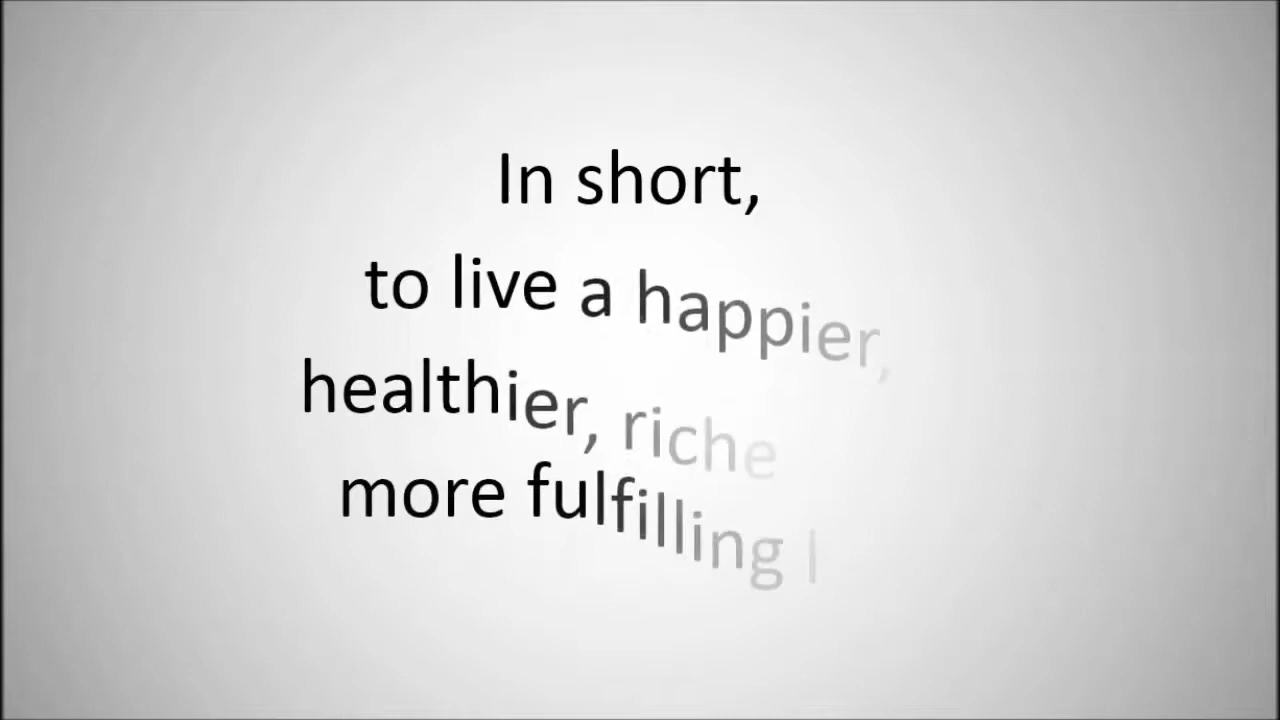 In short,
to live a happier,
healthier, riche
more fulfilling l